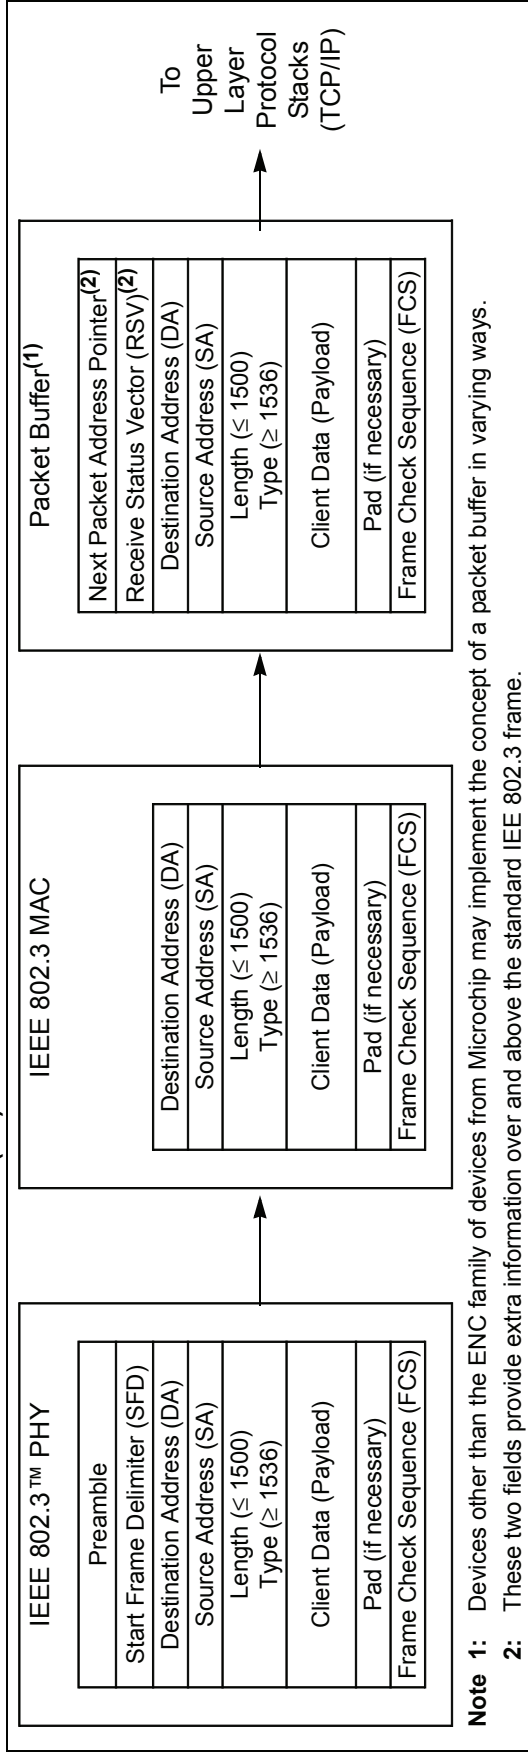 IEEE 802.3™ PHY
Preamble
Start Frame Delimiter (SFD)
Destination Address (DA)
Source Address (SA)
Length (≤ 1500)
Type (≥ 1536)
Client Data (Payload)
Pad (if necessary)
Frame Check Sequence (FCS)
IEEE 802.3 MAC
Destination Address (DA)
Source Address (SA)
Length (≤ 1500)
Type (≥ 1536)
Client Data (Payload)
Pad (if necessary)
Frame Check Sequence (FCS)
Packet Buffer(1)
Next Packet Address Pointer(2)
Receive Status Vector (RSV)(2)
Destination Address (DA)
Source Address (SA)
Length (≤ 1500)
Type (≥ 1536)
Client Data (Payload)
Pad (if necessary)
Frame Check Sequence (FCS)
To
Upper
Layer
Protocol
Stacks
(TCP/IP)
Note 1: Devices other than the ENC family of devices from Microchip may implement the concept of a packet buffer in varying ways.
2: These two fields provide extra information over and above the standard IEE 802.3 frame.